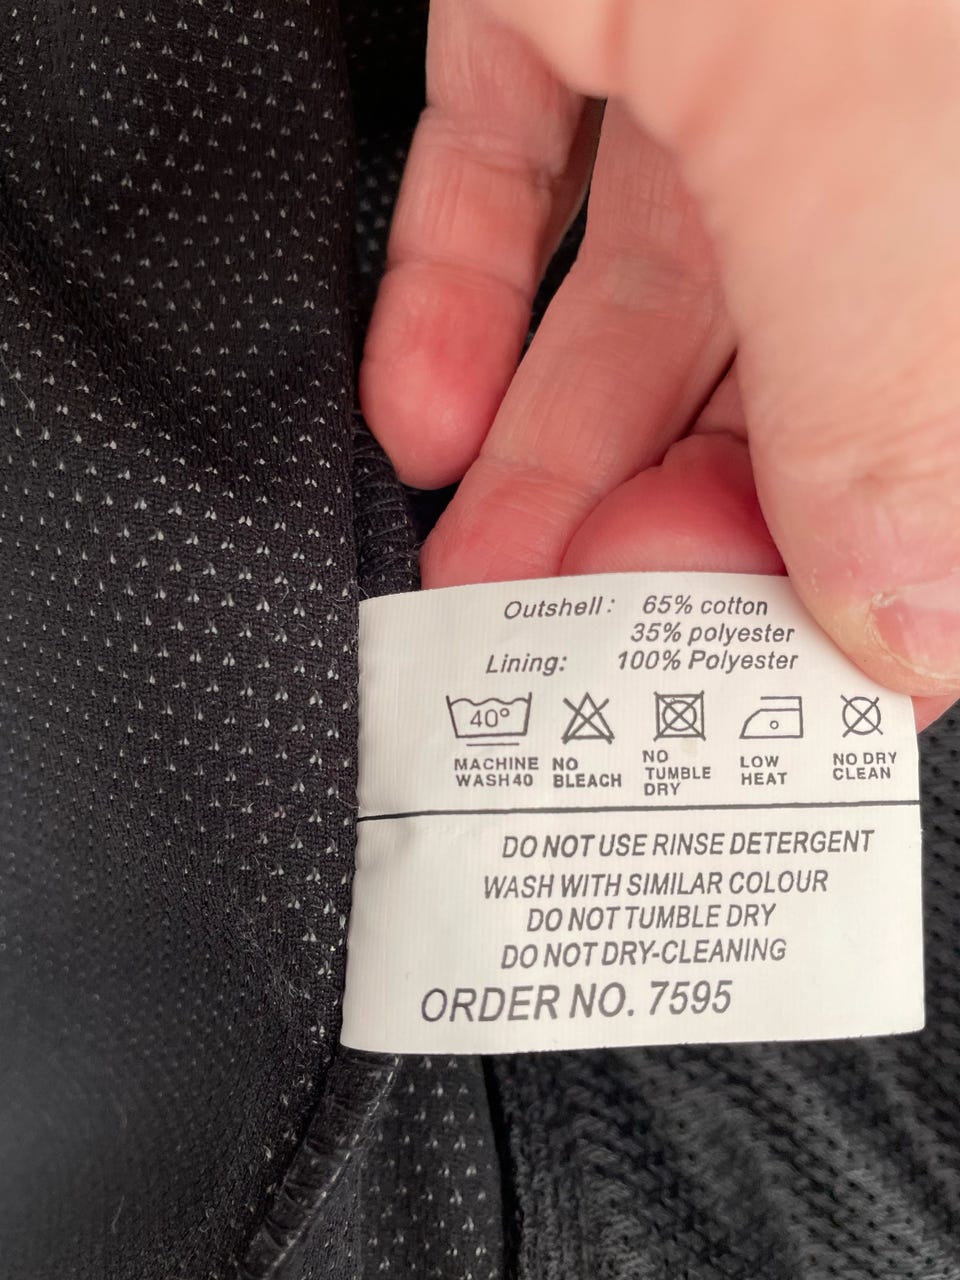 Outshell: 65% cotton
35% polyester
Lining: 100% Polyester
40°
MACHINE WASH 40
NO BLEACH
NO TUMBLE DRY
LOW HEAT
NO DRY CLEAN
DO NOT USE RINSE DETERGENT
WASH WITH SIMILAR COLOUR
DO NOT TUMBLE DRY
DO NOT DRY-CLEANING
ORDER NO. 7595